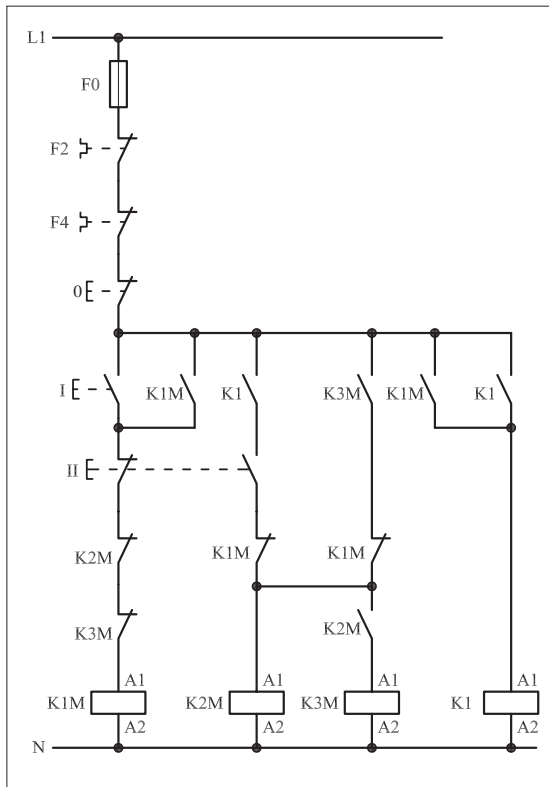 L1
F0
F2
F4
0
I K1M K1 K3M K1M K1
II
K2M K1M K1M
K3M K2M
A1 A1 A1 A1
K1M K2M K3M K1
A2 A2 A2 A2
N